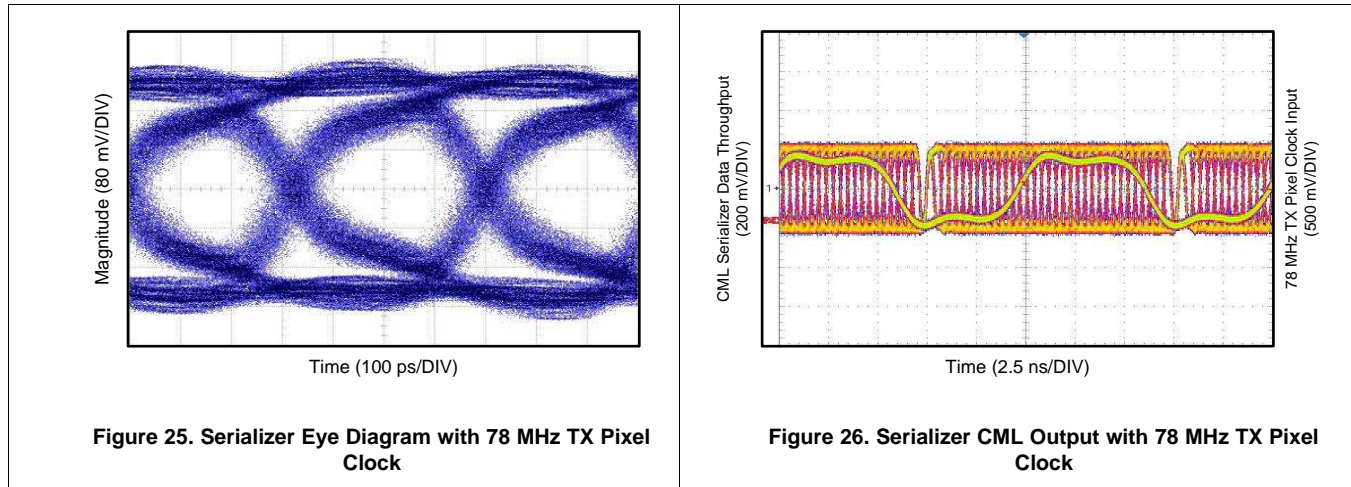 Magnitude (80 mV/DIV)
Time (100 ps/DIV)
Figure 25. Serializer Eye Diagram with 78 MHz TX Pixel
Clock
CML Serializer Data Throughput
(200 mV/DIV)
1
78 MHz TX Pixel Clock Input
(500 mV/DIV)
Time (2.5 ns/DIV)
Figure 26. Serializer CML Output with 78 MHz TX Pixel
Clock